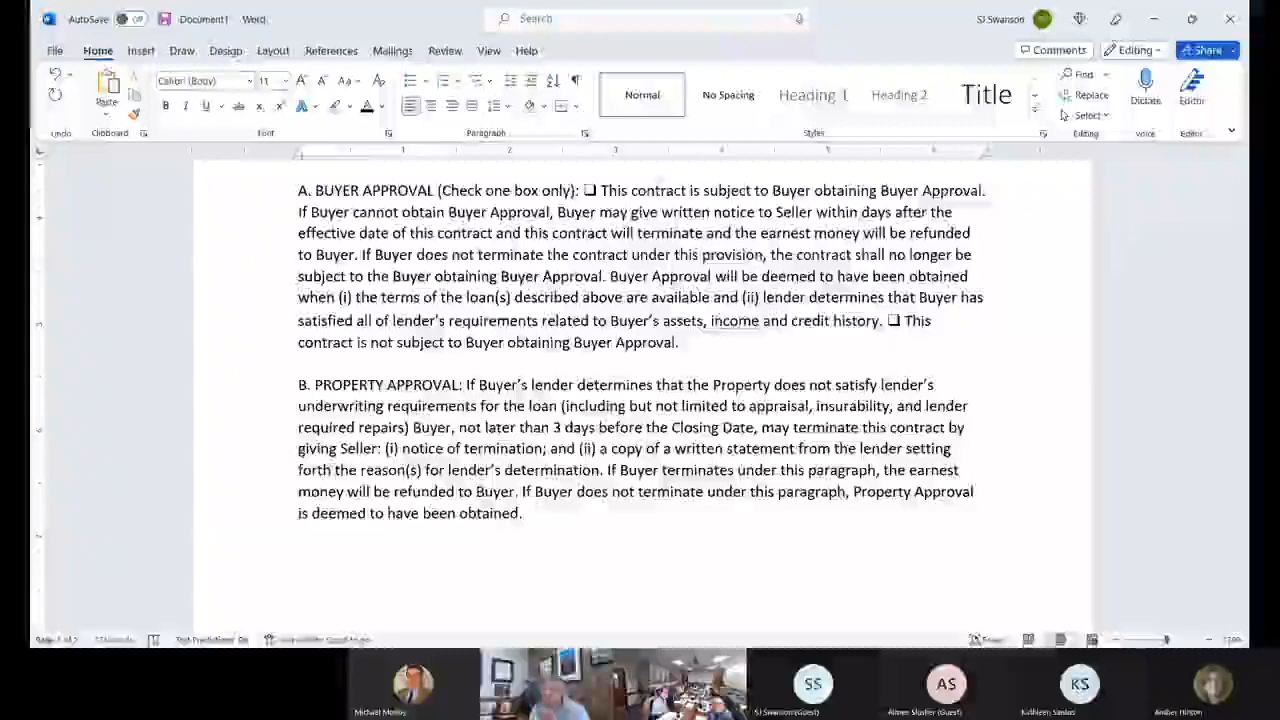 AutoSave Off Document1 Word Search SJ Swanson
File Home Insert Draw Design Layout References Mailings Review View Help Comments Editing Share
Paste Calibri (Body) 11 Normal No Spacing Heading 1 Heading 2 Title Find Replace Select Dictate Editor
Undo Clipboard Font Paragraph Styles Editing Voice Editor
A. BUYER APPROVAL (Check one box only): ❑ This contract is subject to Buyer obtaining Buyer Approval.
If Buyer cannot obtain Buyer Approval, Buyer may give written notice to Seller within days after the
effective date of this contract and this contract will terminate and the earnest money will be refunded
to Buyer. If Buyer does not terminate the contract under this provision, the contract shall no longer be
subject to the Buyer obtaining Buyer Approval. Buyer Approval will be deemed to have been obtained
when (i) the terms of the loan(s) described above are available and (ii) lender determines that Buyer has
satisfied all of lender's requirements related to Buyer's assets, income and credit history. ❑ This
contract is not subject to Buyer obtaining Buyer Approval.
B. PROPERTY APPROVAL: If Buyer's lender determines that the Property does not satisfy lender's
underwriting requirements for the loan (including but not limited to appraisal, insurability, and lender
required repairs) Buyer, not later than 3 days before the Closing Date, may terminate this contract by
giving Seller: (i) notice of termination; and (ii) a copy of a written statement from the lender setting
forth the reason(s) for lender's determination. If Buyer terminates under this paragraph, the earnest
money will be refunded to Buyer. If Buyer does not terminate under this paragraph, Property Approval
is deemed to have been obtained.
SS AS KS
Michael SJ Swanson (Guest) (Guest) Kathleen Santos Amber Hinson